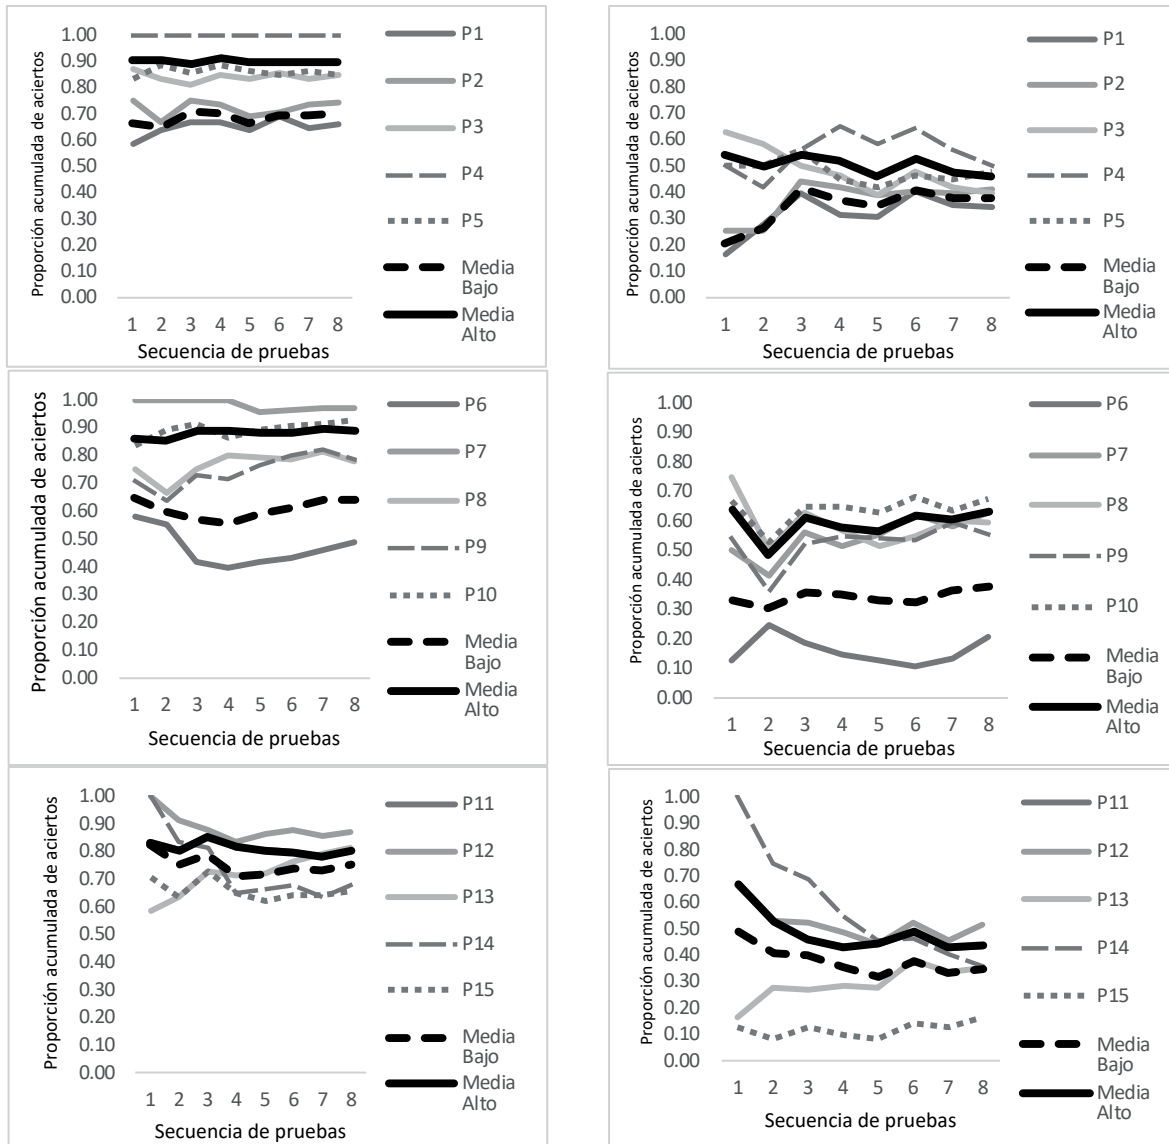 Proporción acumulada de aciertos
1.00
0.90
0.80
0.70
0.60
0.50
0.40
0.30
0.20
0.10
0.00
1 2 3 4 5 6 7 8
Secuencia de pruebas
P1
P2
P3
P4
P5
Media
Bajo
Media
Alto
Proporción acumulada de aciertos
1.00
0.90
0.80
0.70
0.60
0.50
0.40
0.30
0.20
0.10
0.00
1 2 3 4 5 6 7 8
Secuencia de pruebas
P1
P2
P3
P4
P5
Media
Bajo
Media
Alto
Proporción acumulada de aciertos
1.00
0.90
0.80
0.70
0.60
0.50
0.40
0.30
0.20
0.10
0.00
1 2 3 4 5 6 7 8
Secuencia de pruebas
P6
P7
P8
P9
P10
Media
Bajo
Media
Alto
Proporción acumulada de aciertos
1.00
0.90
0.80
0.70
0.60
0.50
0.40
0.30
0.20
0.10
0.00
1 2 3 4 5 6 7 8
Secuencia de pruebas
P6
P7
P8
P9
P10
Media
Bajo
Media
Alto
Proporción acumulada de aciertos
1.00
0.90
0.80
0.70
0.60
0.50
0.40
0.30
0.20
0.10
0.00
1 2 3 4 5 6 7 8
Secuencia de pruebas
P11
P12
P13
P14
P15
Media
Bajo
Media
Alto
Proporción acumulada de aciertos
1.00
0.90
0.80
0.70
0.60
0.50
0.40
0.30
0.20
0.10
0.00
1 2 3 4 5 6 7 8
Secuencia de pruebas
P11
P12
P13
P14
P15
Media
Bajo
Media
Alto